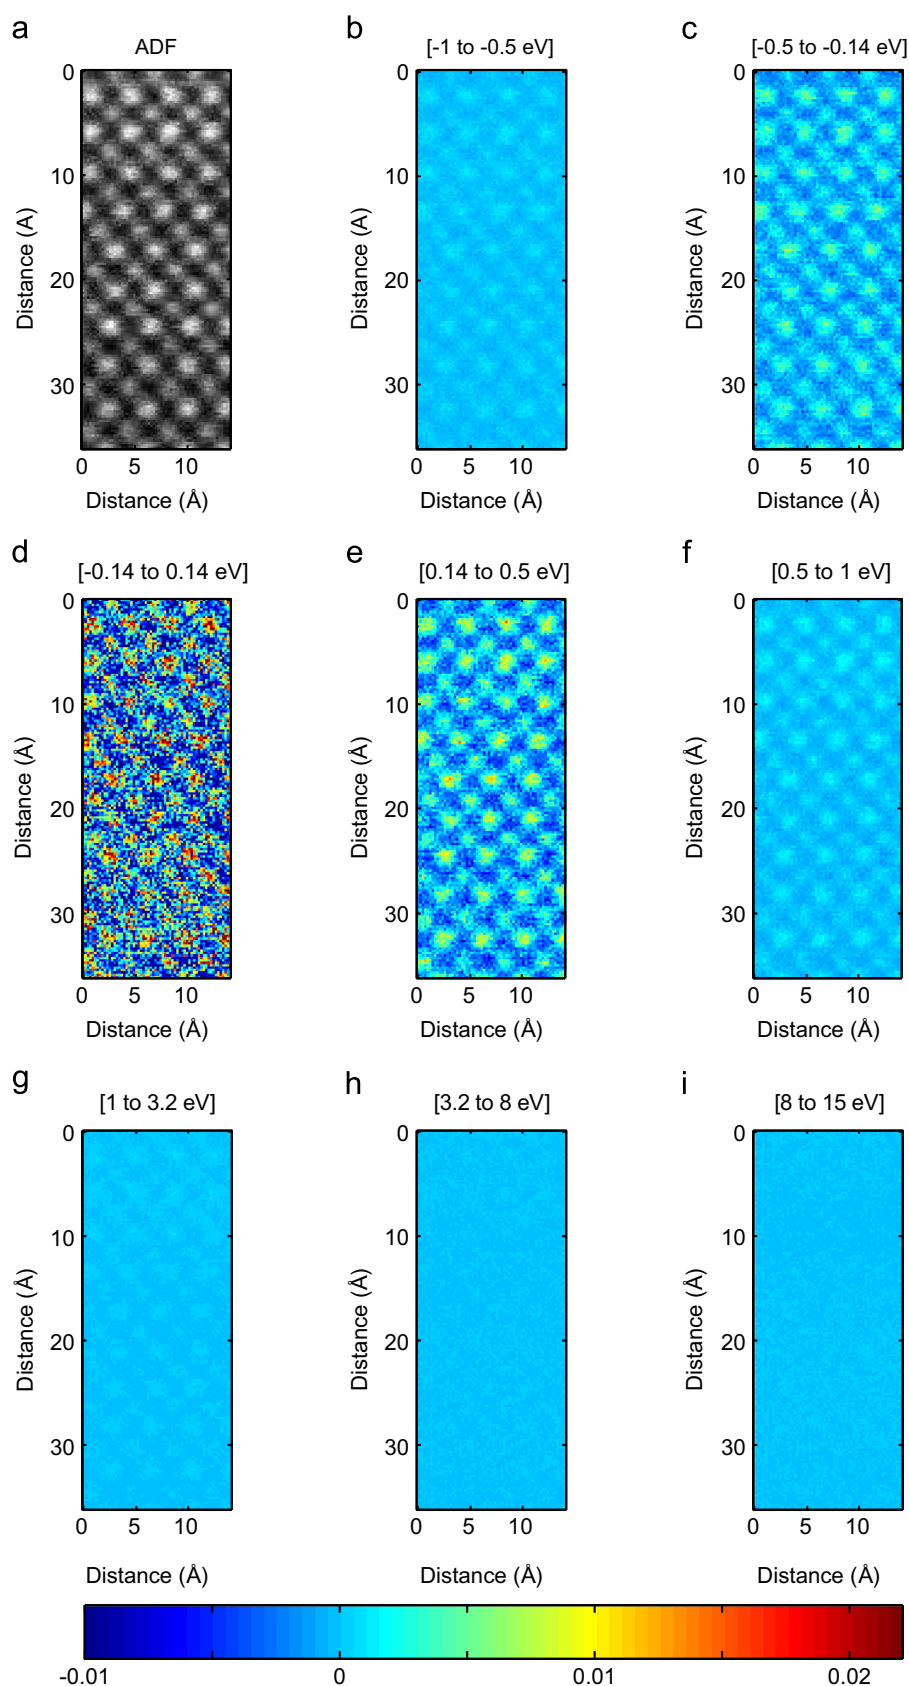 a
ADF
b
[-1 to -0.5 eV]
c
[-0.5 to -0.14 eV]
0
10
20
30
Distance (A)
0 5 10
Distance (Å)
0
10
20
30
Distance (A)
0 5 10
Distance (Å)
0
10
20
30
Distance (A)
0 5 10
Distance (Å)
d
[-0.14 to 0.14 eV]
e
[0.14 to 0.5 eV]
f
[0.5 to 1 eV]
0
10
20
30
Distance (Å)
0 5 10
Distance (Å)
0
10
20
30
Distance (Å)
0 5 10
Distance (Å)
0
10
20
30
Distance (Å)
0 5 10
Distance (Å)
g
[1 to 3.2 eV]
h
[3.2 to 8 eV]
i
[8 to 15 eV]
0
10
20
30
Distance (Å)
0 5 10
Distance (Å)
0
10
20
30
Distance (Å)
0 5 10
Distance (Å)
0
10
20
30
Distance (Å)
0 5 10
Distance (Å)
-0.01 0 0.01 0.02